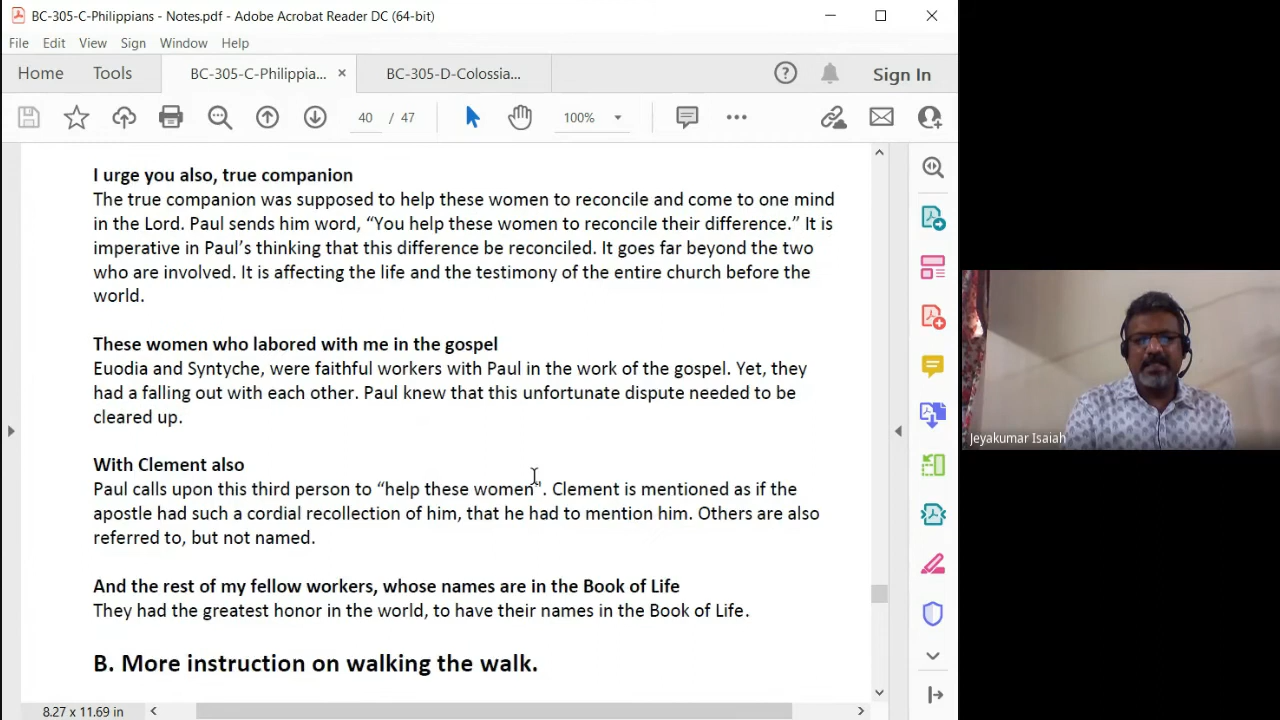 BC-305-C-Philippians - Notes.pdf - Adobe Acrobat Reader DC (64-bit)
File Edit View Sign Window Help
Home Tools BC-305-C-Philippia... × BC-305-D-Colossia... Sign In
40 / 47 100%
I urge you also, true companion
The true companion was supposed to help these women to reconcile and come to one mind
in the Lord. Paul sends him word, “You help these women to reconcile their difference.” It is
imperative in Paul’s thinking that this difference be reconciled. It goes far beyond the two
who are involved. It is affecting the life and the testimony of the entire church before the
world.
These women who labored with me in the gospel
Euodia and Syntyche, were faithful workers with Paul in the work of the gospel. Yet, they
had a falling out with each other. Paul knew that this unfortunate dispute needed to be
cleared up.
With Clement also
Paul calls upon this third person to “help these women". Clement is mentioned as if the
apostle had such a cordial recollection of him, that he had to mention him. Others are also
referred to, but not named.
And the rest of my fellow workers, whose names are in the Book of Life
They had the greatest honor in the world, to have their names in the Book of Life.
B. More instruction on walking the walk.
8.27 x 11.69 in
Jeyakumar Isaiah